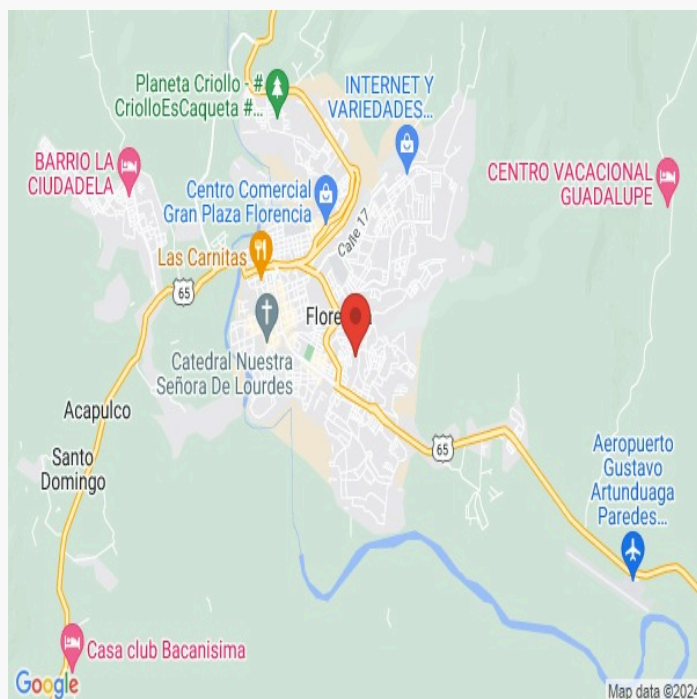 Planeta Criollo - #
CriolloEsCaqueta #...
INTERNET Y
VARIEDADES...
BARRIO LA
CIUDADELA
CENTRO VACACIONAL
GUADALUPE
Centro Comercial
Gran Plaza Florencia
Calle 17
Las Carnitas
65
Flore
Catedral Nuestra
Señora De Lourdes
Acapulco
Santo
Domingo
65
Aeropuerto
Gustavo
Artunduaga
Paredes...
Casa club Bacanisima
Google
Map data ©2024